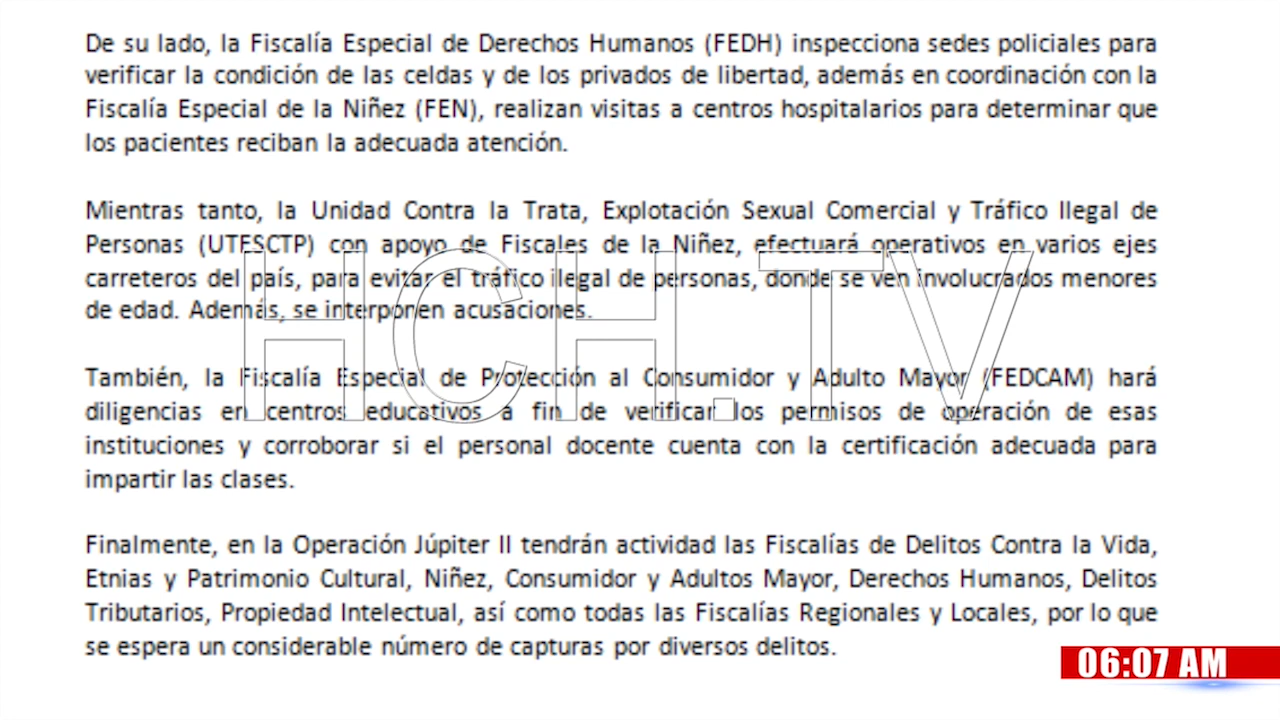 De su lado, la Fiscalía Especial de Derechos Humanos (FEDH) inspecciona sedes policiales para
verificar la condición de las celdas y de los privados de libertad, además en coordinación con la
Fiscalía Especial de la Niñez (FEN), realizan visitas a centros hospitalarios para determinar que
los pacientes reciban la adecuada atención.
Mientras tanto, la Unidad Contra la Trata, Explotación Sexual Comercial y Tráfico Ilegal de
Personas (UTESCTP) con apoyo de Fiscales de la Niñez, efectuará operativos en varios ejes
carreteros del país, para evitar el tráfico ilegal de personas, donde se ven involucrados menores
de edad. Además, se interponen acusaciones.
HCH.TV
También, la Fiscalía Especial de Protección al Consumidor y Adulto Mayor (FEDCAM) hará
diligencias en centros educativos a fin de verificar los permisos de operación de esas
instituciones y corroborar si el personal docente cuenta con la certificación adecuada para
impartir las clases.
Finalmente, en la Operación Júpiter II tendrán actividad las Fiscalías de Delitos Contra la Vida,
Etnias y Patrimonio Cultural, Niñez, Consumidor y Adultos Mayor, Derechos Humanos, Delitos
Tributarios, Propiedad Intelectual, así como todas las Fiscalías Regionales y Locales, por lo que
se espera un considerable número de capturas por diversos delitos.
06:07 AM